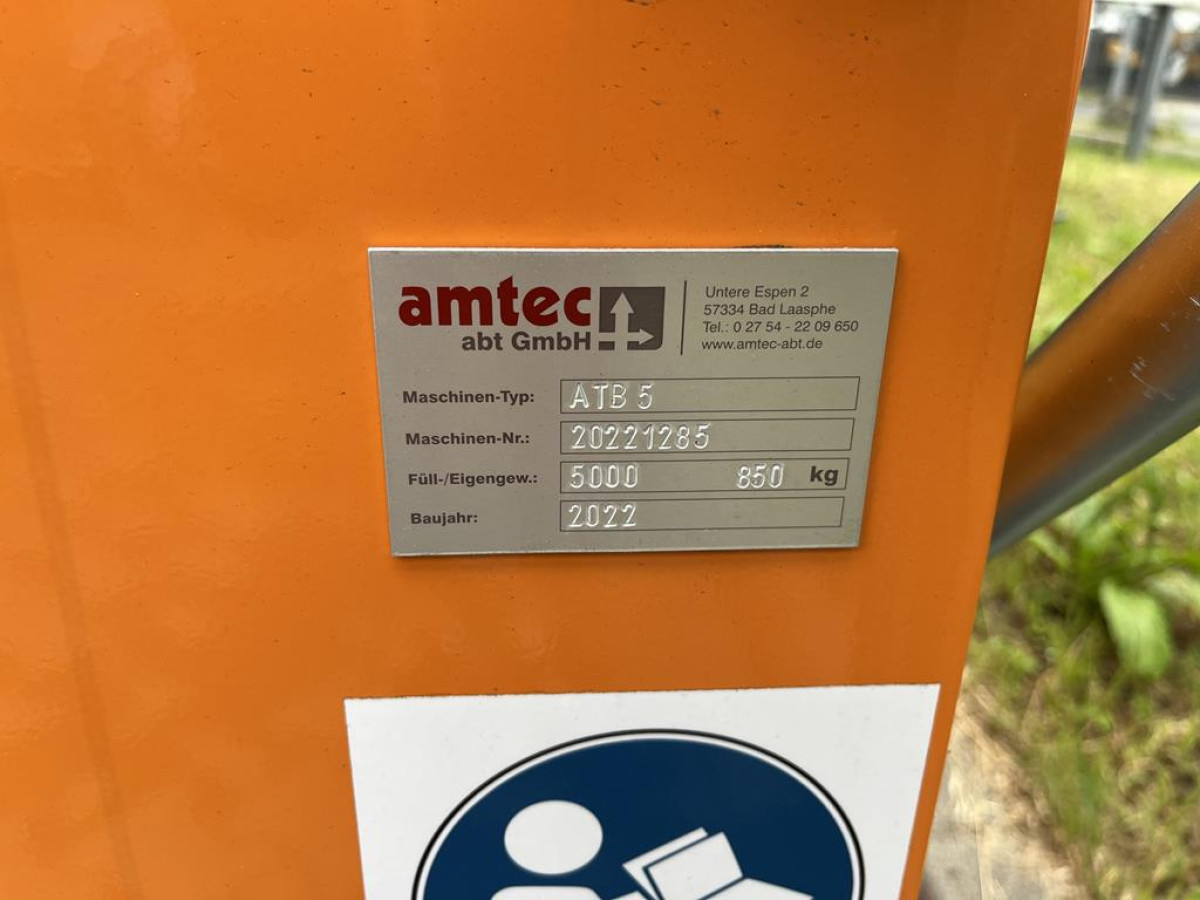 amtec
abt GmbH
Untere Espen 2
57334 Bad Laasphe
Tel.: 0 27 54 - 22 09 650
www.amtec-abt.de
Maschinen-Typ: ATB 5
Maschinen-Nr.: 20221285
Füll-/Eigengew.: 5000 850 kg
Baujahr: 2022